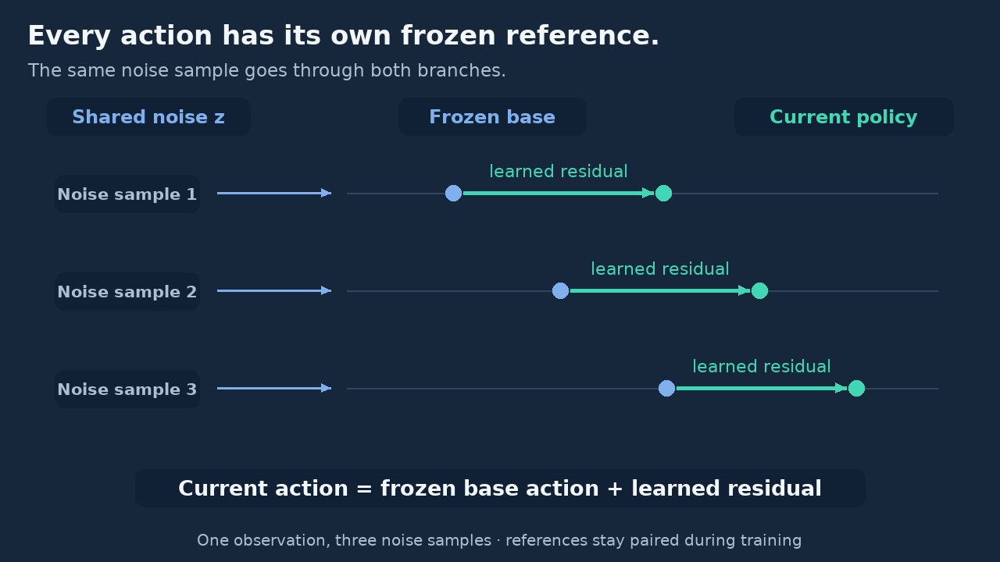 Every action has its own frozen reference.
The same noise sample goes through both branches.
Shared noise z
Frozen base
Current policy
learned residual
Noise sample 1
learned residual
Noise sample 2
learned residual
Noise sample 3
Current action = frozen base action + learned residual
One observation, three noise samples · references stay paired during training